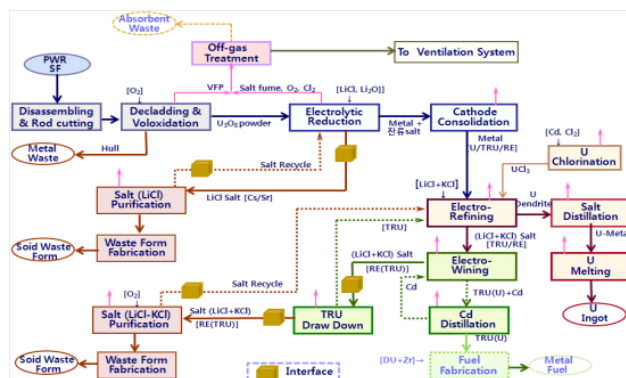 Absorbent
Waste
Off-gas
Treatment
To Ventilation System
PWR
SF
[O₂]
VFP
Salt fume, O₂, Cl₂
[LiCl, Li₂O]]
Disassembling
& Rod cutting
Decladding &
Voloxidation
U₃O₈ powder
Electrolytic
Reduction
Metal +
잔류salt
Cathode
Consolidation
Metal
Waste
Hull
Metal
U/TRU/RE]
[Cd, Cl₂]
U
Chlorination
Salt Recycle
UCl₃
Salt (LiCl)
Purification
LiCl Salt [Cs/Sr]
[LiCl+KCl]
Electro-
Refining
U
Dendrite
Salt
Distillation
[TRU]
Soid Waste
Form
Waste Form
Fabrication
(LiCl+KCl) Salt
[TRU/RE]
U-Metal
(LiCl+KCl) Salt
[RE(TRU)]
Electro-
Wining
U
Melting
Salt Recycle
Cd
TRU(U)+Cd
[O₂]
Salt (LiCl-KCl)
Purification
Salt (LiCl+KCl)
[RE(TRU)]
TRU
Draw Down
Cd
Distillation
U
Ingot
TRU(U)
Soid Waste
Form
Waste Form
Fabrication
Interface
[DU+Zr]
Fuel
Fabrication
Metal
Fuel